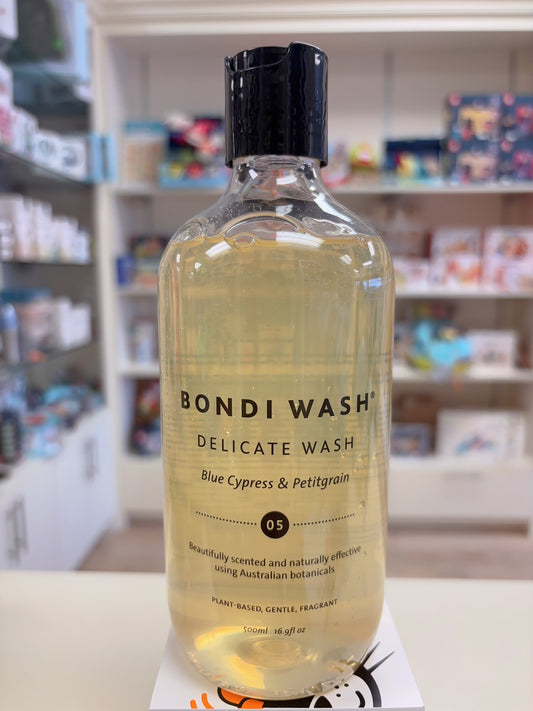 BONDI WASH®
DELICATE WASH
Blue Cypress & Petitgrain
05
Beautifully scented and naturally effective
using Australian botanicals
PLANT-BASED, GENTLE, FRAGRANT
500ml 16.9fl oz